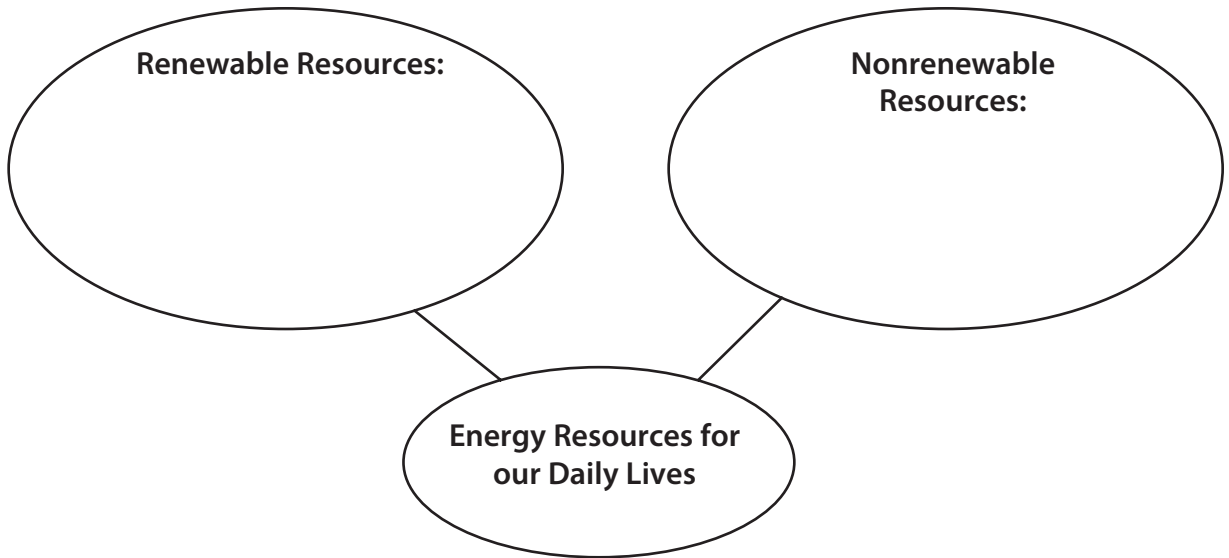 Renewable Resources:
Nonrenewable
Resources:
Energy Resources for
our Daily Lives